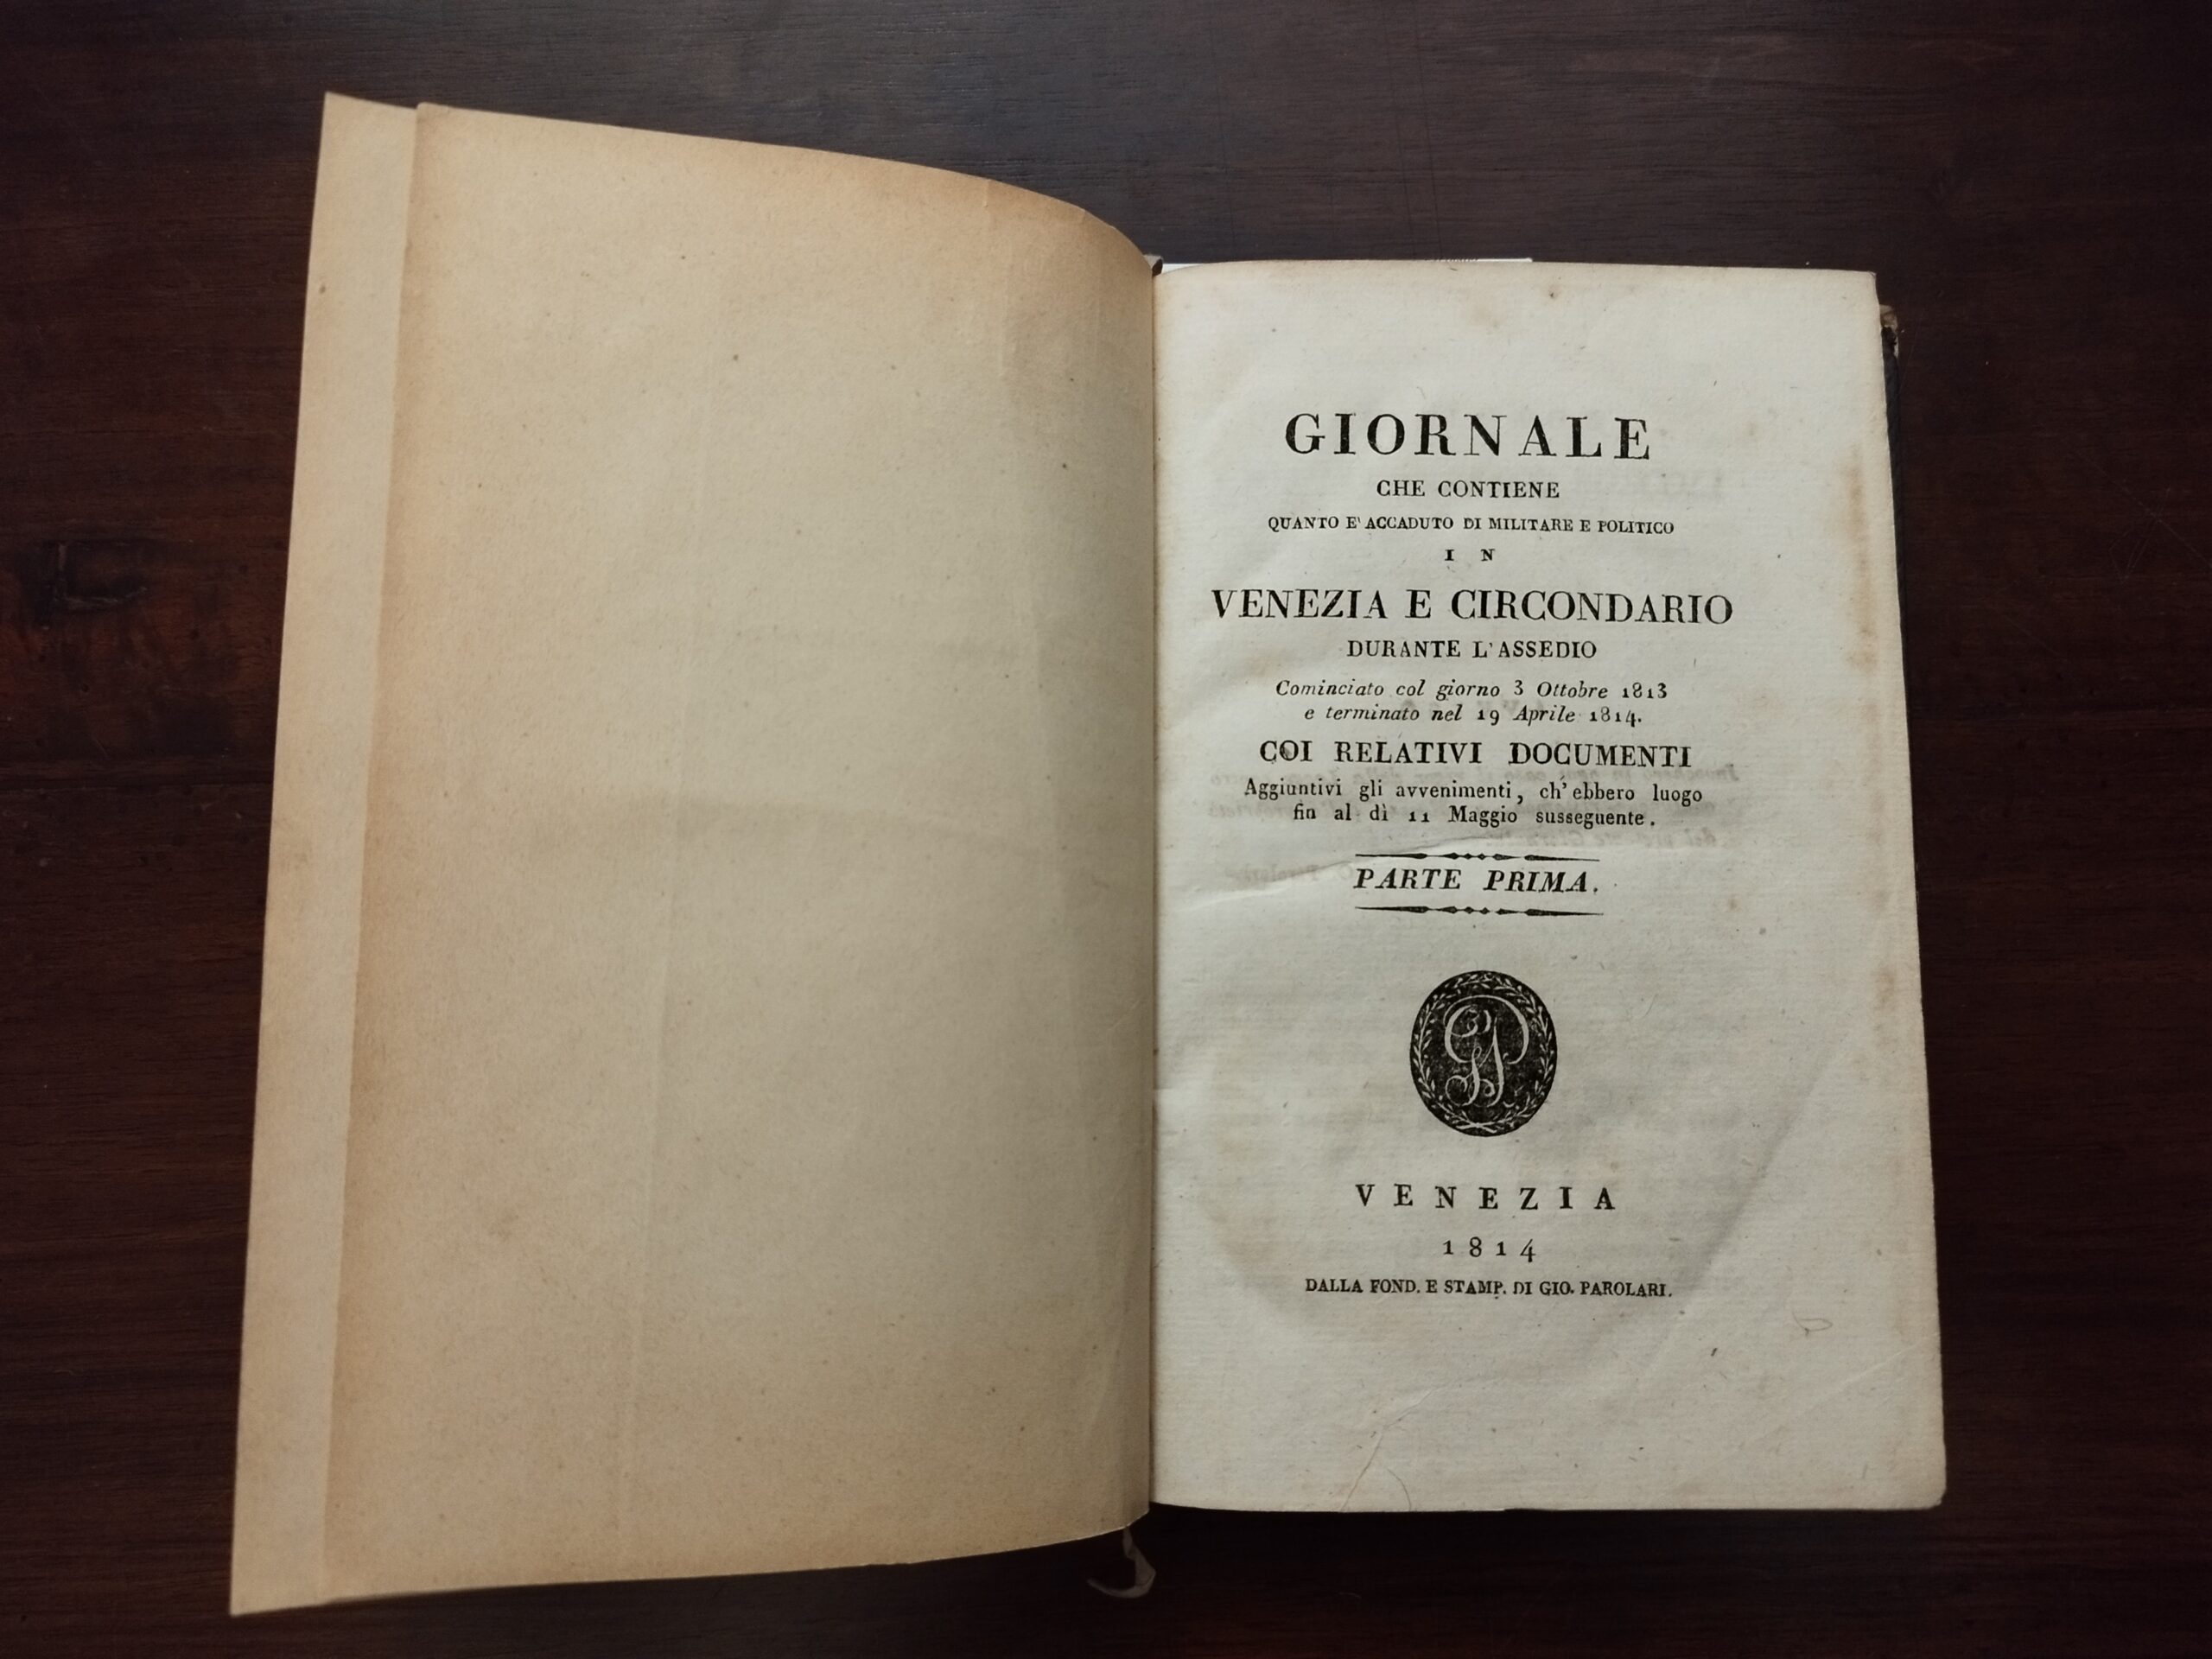 GIORNALE
CHE CONTIENE
QUANTO E' ACCADUTO DI MILITARE E POLITICO
IN
VENEZIA E CIRCONDARIO
DURANTE L'ASSEDIO
Cominciato col giorno 3 Ottobre 1813
e terminato nel 19 Aprile 1814.
COI RELATIVI DOCUMENTI
Aggiuntivi gli avvenimenti, ch'ebbero luogo
fin al dì 11 Maggio susseguente.
PARTE PRIMA.
GP
VENEZIA
1814
DALLA FOND. E STAMP. DI GIO. PAROLARI.